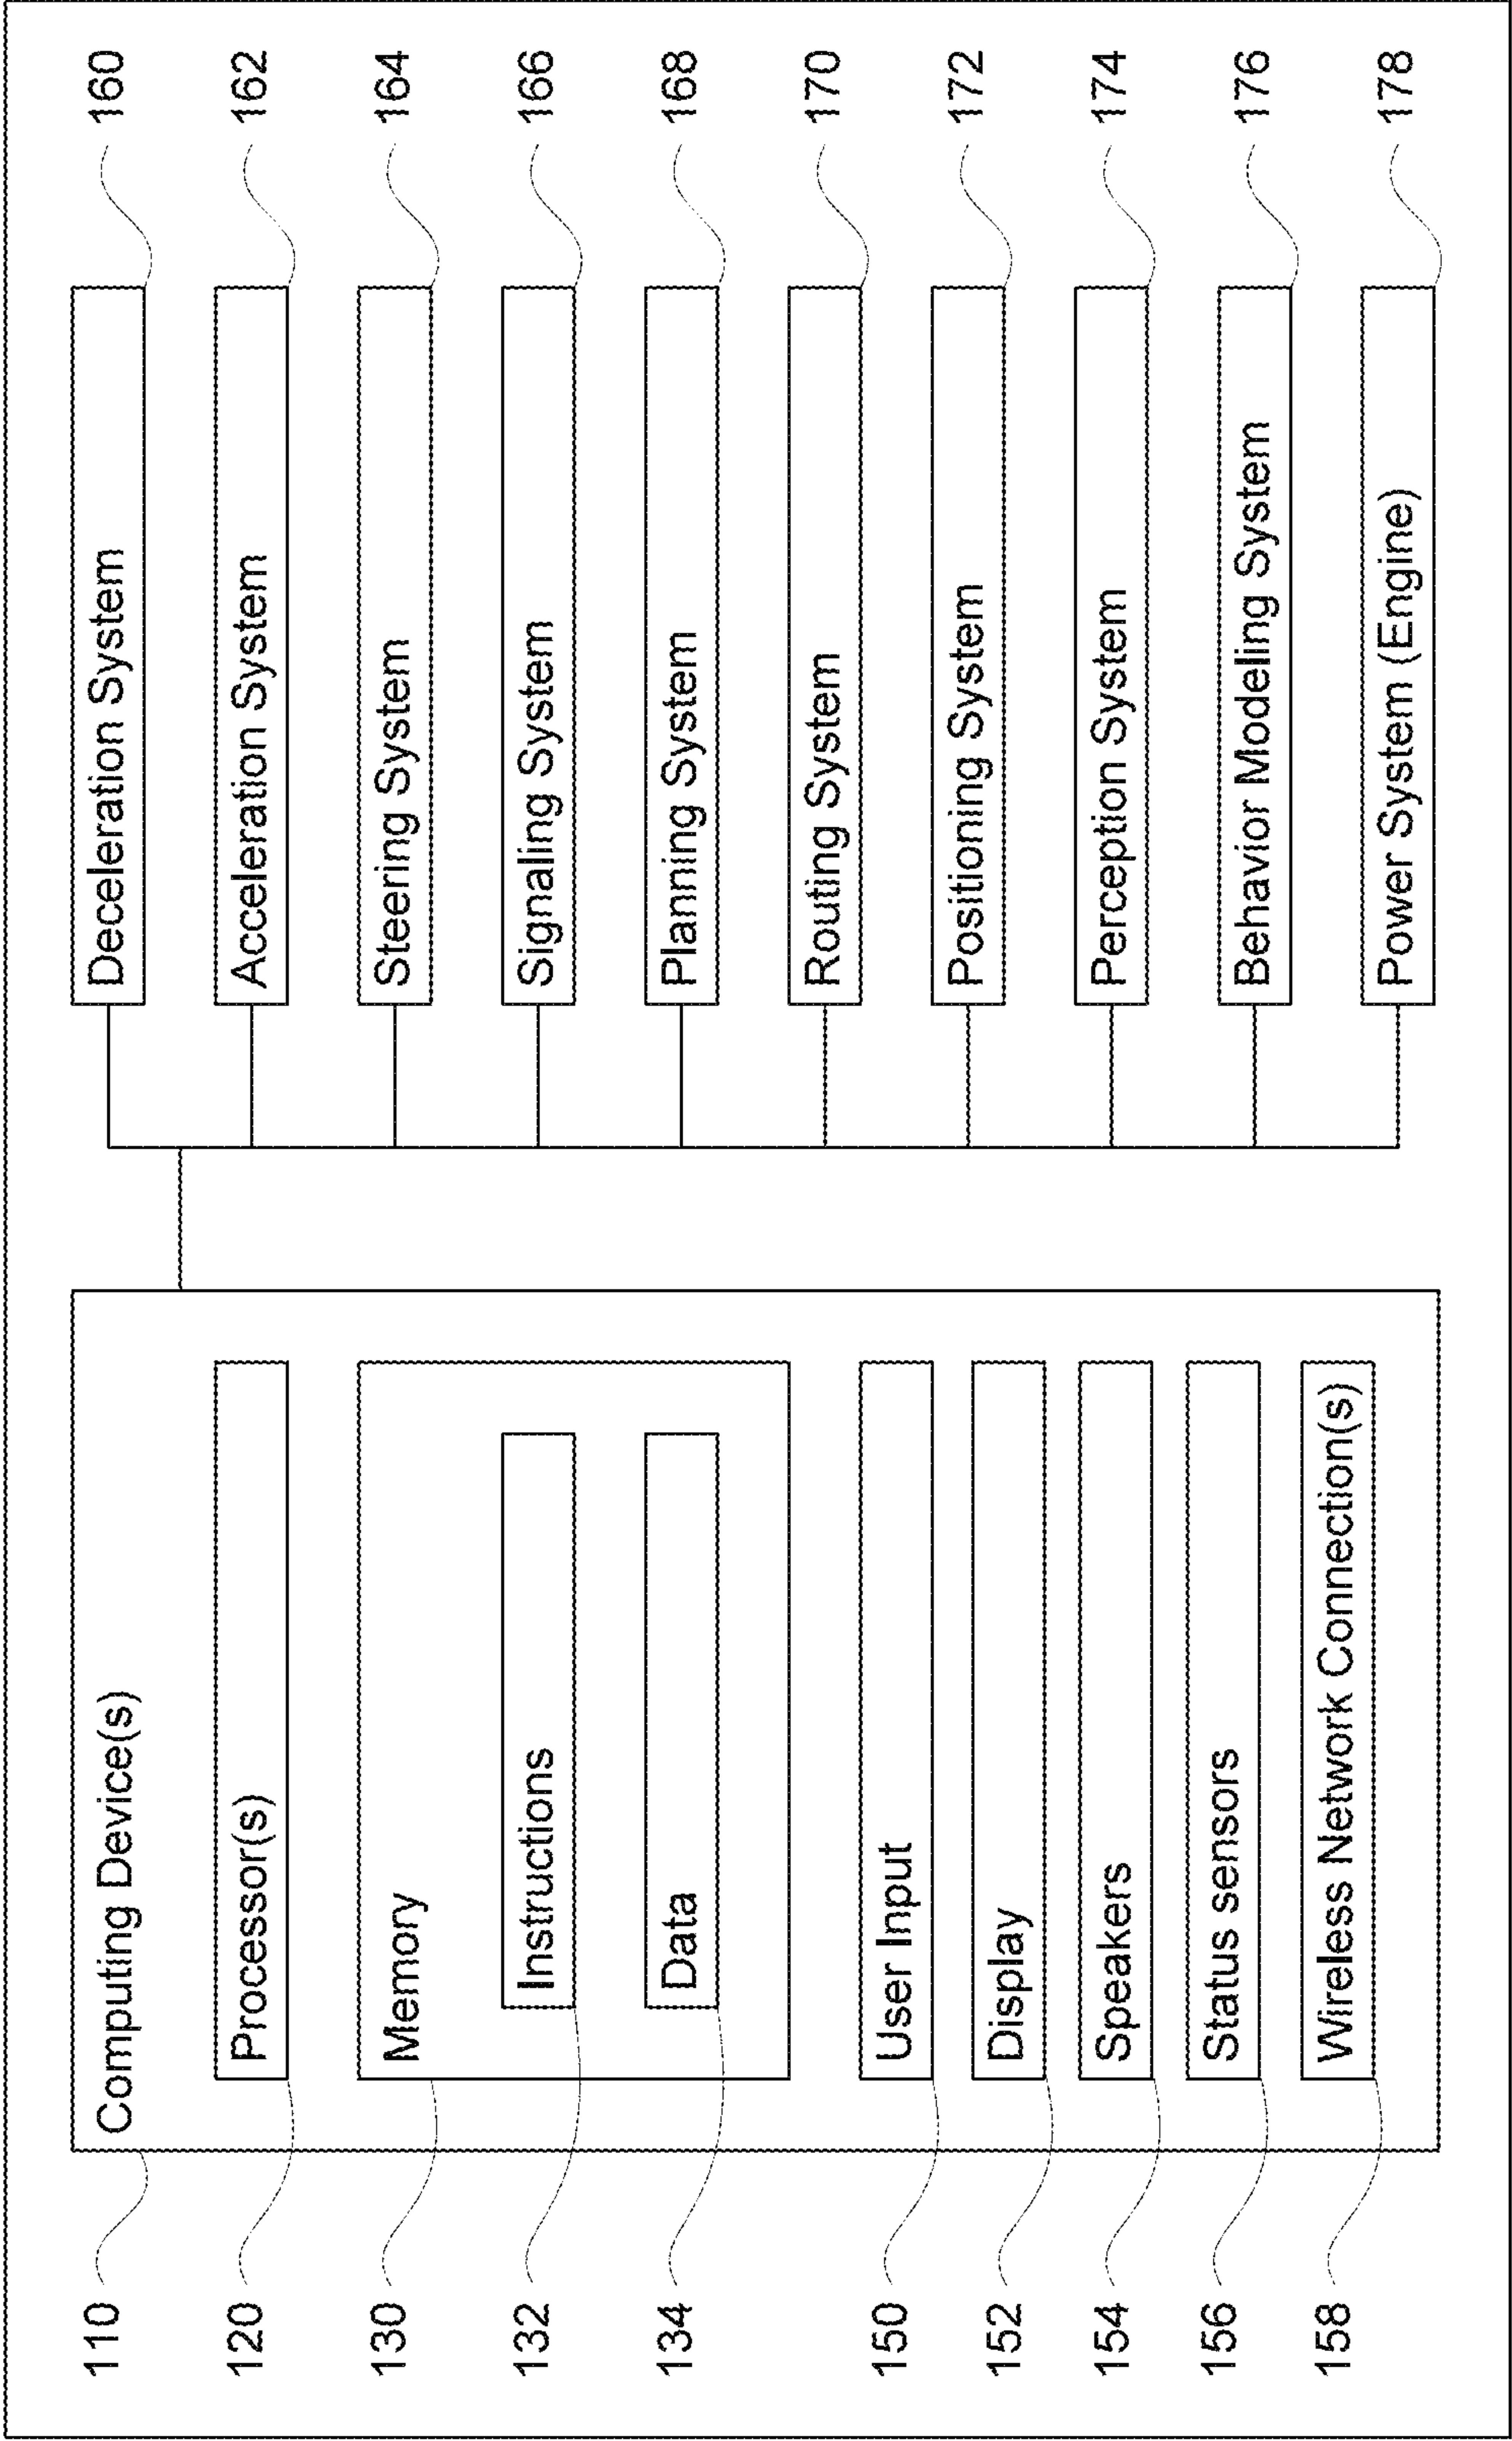 110
Computing Device(s)
120
Processor(s)
130
Memory
132
Instructions
134
Data
150
User Input
152
Display
154
Speakers
156
Status sensors
158
Wireless Network Connection(s)
Deceleration System
160
Acceleration System
162
Steering System
164
Signaling System
166
Planning System
168
Routing System
170
Positioning System
172
Perception System
174
Behavior Modeling System
176
Power System (Engine)
178